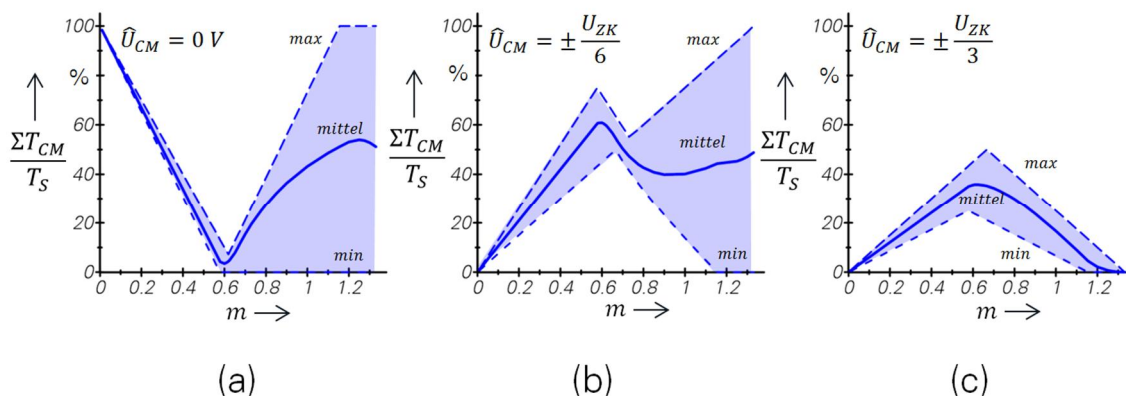 100
80
60
40
20
0
%
ΣT_CM
T_S
Û_CM = 0 V
max
mittel
min
0 0.2 0.4 0.6 0.8 1.0 1.2
m
(a)
100
80
60
40
20
0
%
ΣT_CM
T_S
Û_CM = ± U_ZK
6
max
mittel
min
0 0.2 0.4 0.6 0.8 1.0 1.2
m
(b)
100
80
60
40
20
0
%
ΣT_CM
T_S
Û_CM = ± U_ZK
3
max
mittel
min
0 0.2 0.4 0.6 0.8 1.0 1.2
m
(c)